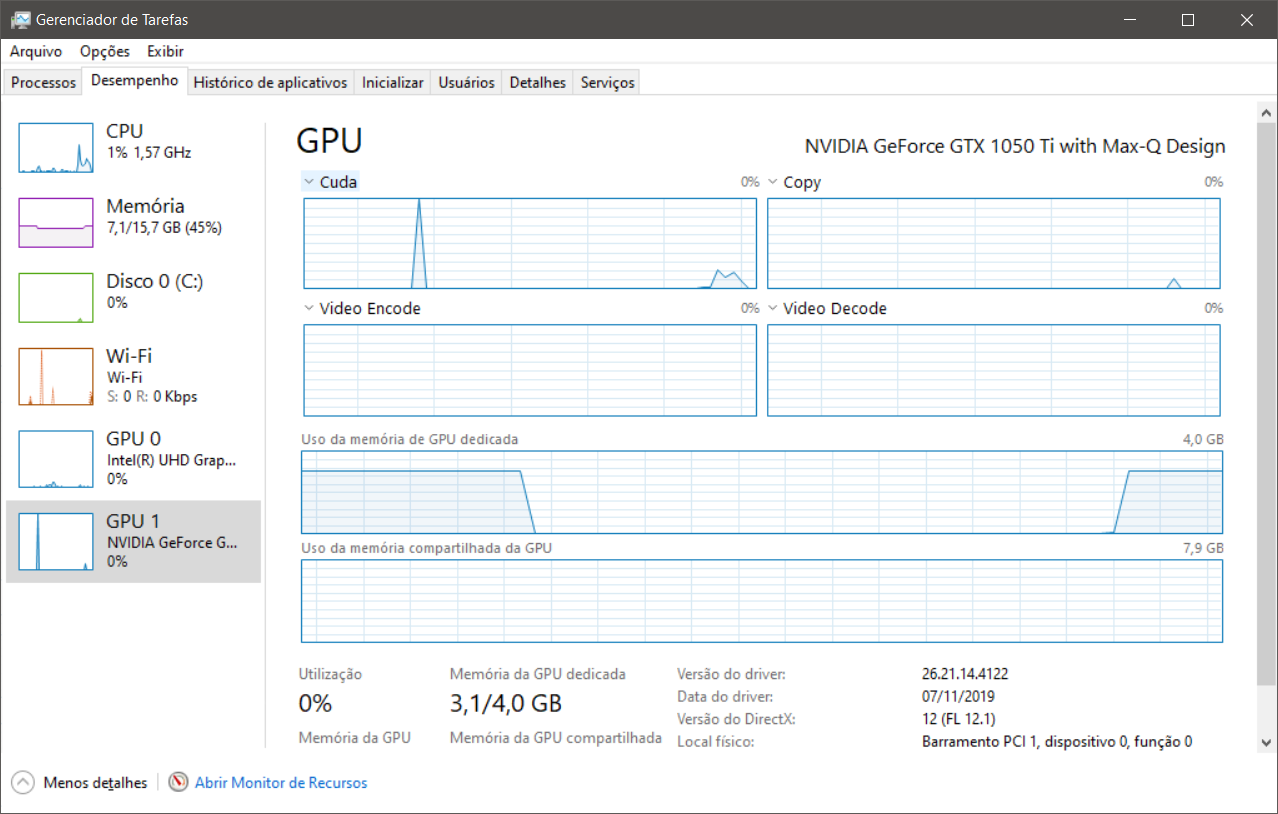 Gerenciador de Tarefas
Arquivo Opções Exibir
Processos Desempenho Histórico de aplicativos Inicializar Usuários Detalhes Serviços
CPU
1% 1,57 GHz
Memória
7,1/15,7 GB (45%)
Disco 0 (C:)
0%
Wi-Fi
Wi-Fi
S: 0 R: 0 Kbps
GPU 0
Intel(R) UHD Grap...
0%
GPU 1
NVIDIA GeForce G...
0%
GPU
NVIDIA GeForce GTX 1050 Ti with Max-Q Design
Cuda 0% Copy 0%
Video Encode 0% Video Decode 0%
Uso da memória de GPU dedicada 4,0 GB
Uso da memória compartilhada da GPU 7,9 GB
Utilização
0%
Memória da GPU dedicada
3,1/4,0 GB
Memória da GPU
Memória da GPU compartilhada
Versão do driver: 26.21.14.4122
Data do driver: 07/11/2019
Versão do DirectX: 12 (FL 12.1)
Local físico: Barramento PCI 1, dispositivo 0, função 0
Menos detalhes Abrir Monitor de Recursos